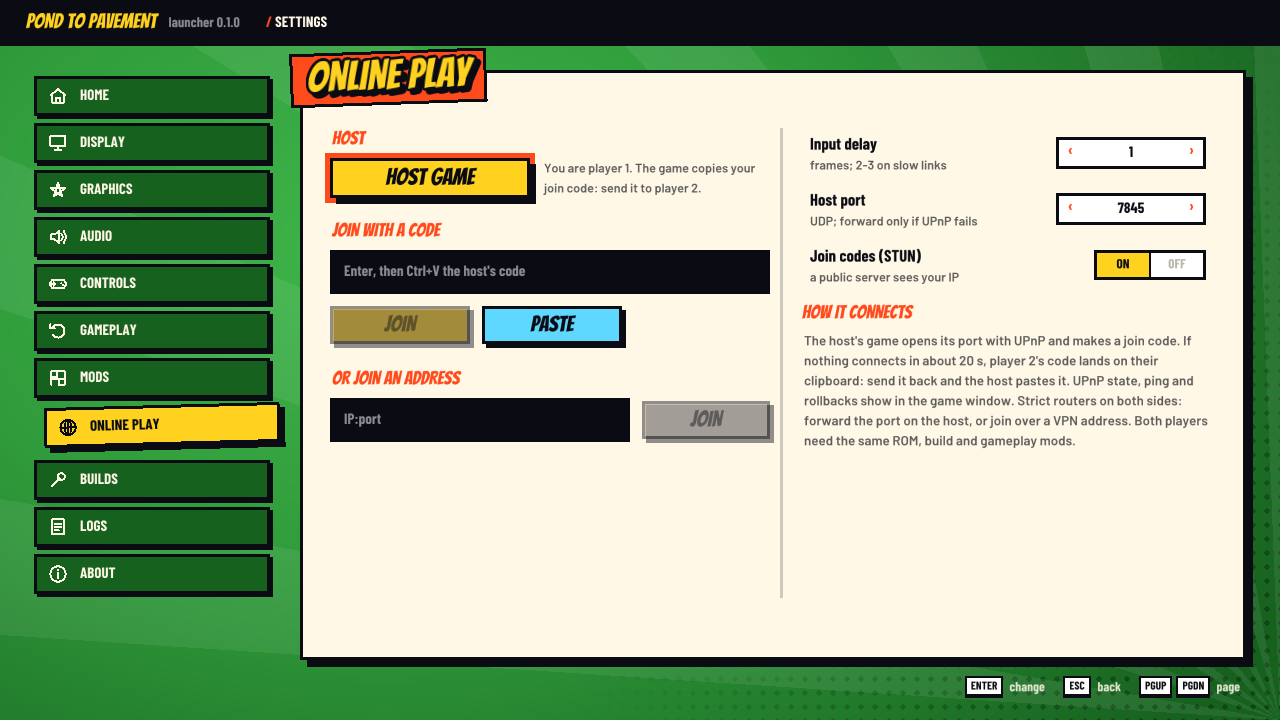 POND TO PAVEMENT launcher 0.1.0 / SETTINGS
ONLINE PLAY
HOME
DISPLAY
GRAPHICS
AUDIO
CONTROLS
GAMEPLAY
MODS
ONLINE PLAY
BUILDS
LOGS
ABOUT
HOST
HOST GAME
You are player 1. The game copies your
join code: send it to player 2.
JOIN WITH A CODE
Enter, then Ctrl+V the host's code
JOIN PASTE
OR JOIN AN ADDRESS
IP:port JOIN
Input delay
frames; 2-3 on slow links
‹ 1 ›
Host port
UDP; forward only if UPnP fails
‹ 7845 ›
Join codes (STUN)
a public server sees your IP
ON OFF
HOW IT CONNECTS
The host's game opens its port with UPnP and makes a join code. If
nothing connects in about 20 s, player 2's code lands on their
clipboard: send it back and the host pastes it. UPnP state, ping and
rollbacks show in the game window. Strict routers on both sides:
forward the port on the host, or join over a VPN address. Both players
need the same ROM, build and gameplay mods.
ENTER change ESC back PGUP PGDN page